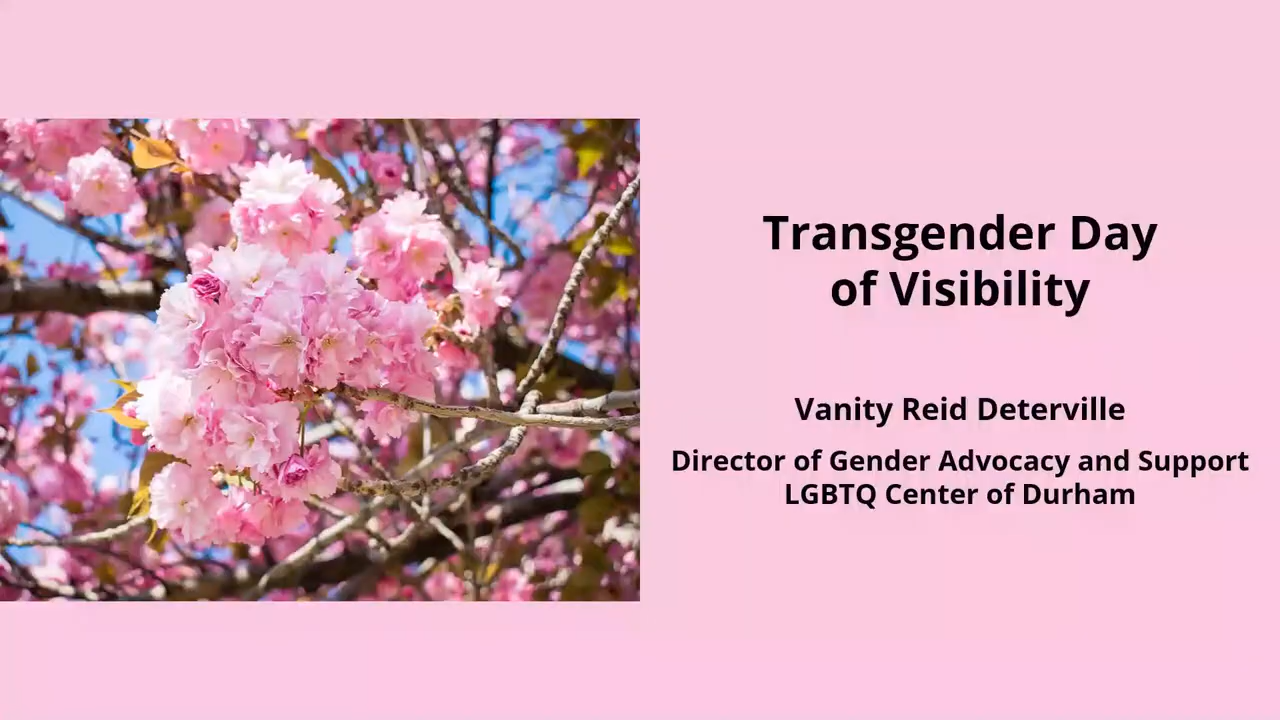 Transgender Day
of Visibility
Vanity Reid Deterville
Director of Gender Advocacy and Support
LGBTQ Center of Durham